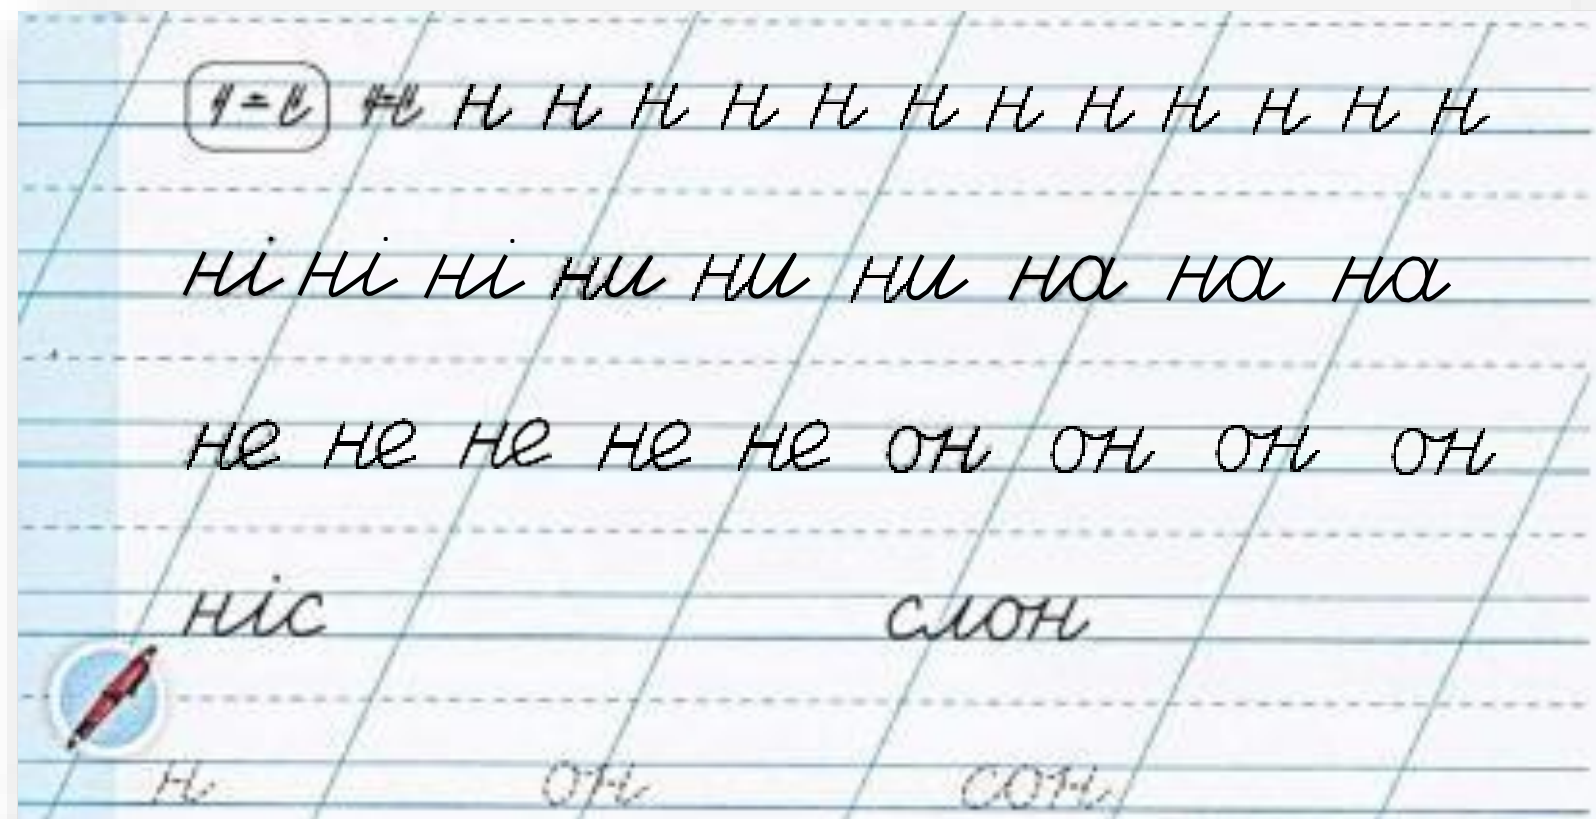 н н н н н н н н н н н н н
ні ні ні ни ни ни на на на
не не не не не он он он он
ніс слон
н он сон